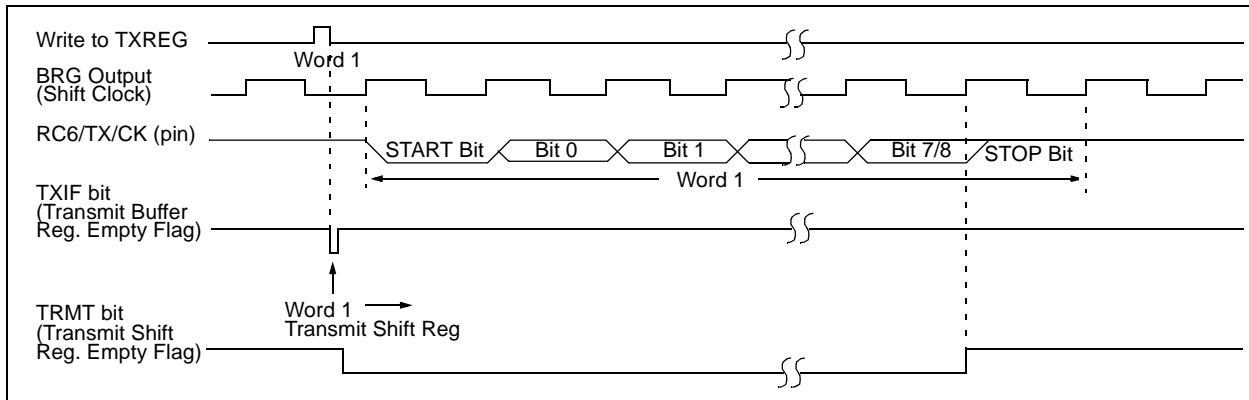 Write to TXREG
Word 1
BRG Output
(Shift Clock)
RC6/TX/CK (pin)
START Bit
Bit 0
Bit 1
Bit 7/8
STOP Bit
Word 1
TXIF bit
(Transmit Buffer
Reg. Empty Flag)
Word 1
Transmit Shift Reg
TRMT bit
(Transmit Shift
Reg. Empty Flag)